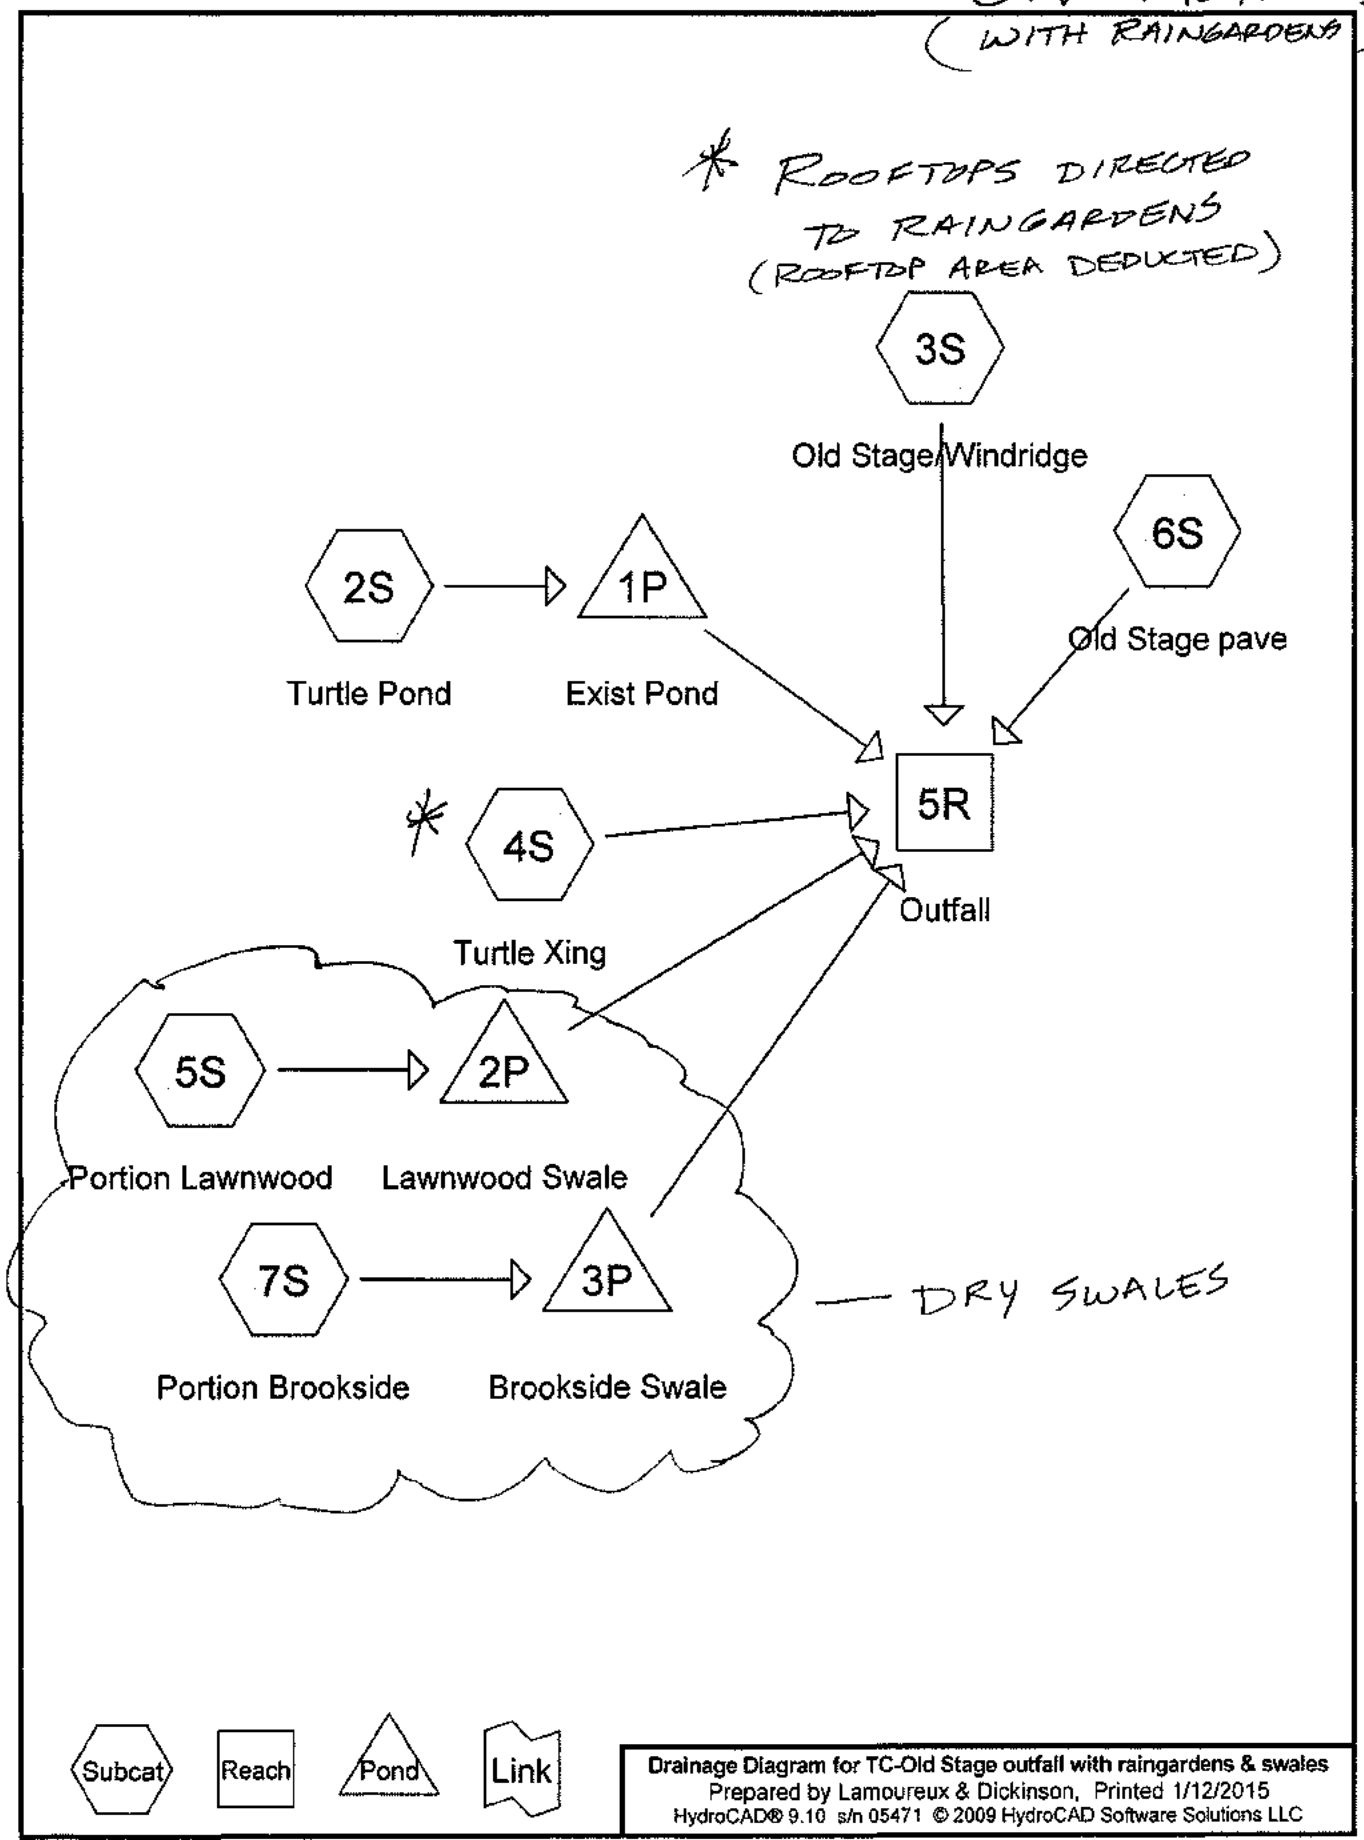 (WITH RAINGARDENS)
* ROOFTOPS DIRECTED
TO RAINGARDENS
(ROOFTOP AREA DEDUCTED)
3S
Old Stage/Windridge
6S
Old Stage pave
2S
1P
Turtle Pond
Exist Pond
5R
Outfall
* 4S
Turtle Xing
5S
2P
Portion Lawnwood
Lawnwood Swale
7S
3P
Portion Brookside
Brookside Swale
— DRY SWALES
Subcat
Reach
Pond
Link
Drainage Diagram for TC-Old Stage outfall with raingardens & swales
Prepared by Lamoureux & Dickinson, Printed 1/12/2015
HydroCAD® 9.10 s/n 05471 © 2009 HydroCAD Software Solutions LLC